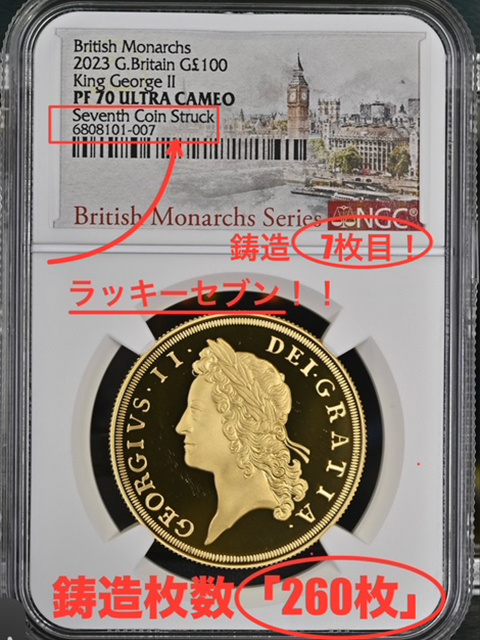 British Monarchs
2023 G.Britain G£100
King George II
PF 70 ULTRA CAMEO
Seventh Coin Struck
6808101-007
British Monarchs Series NGC®
鋳造 7枚目!
ラッキーセブン!!
GEORGIVS·II· DEI·GRATIA·
鋳造枚数「260枚」